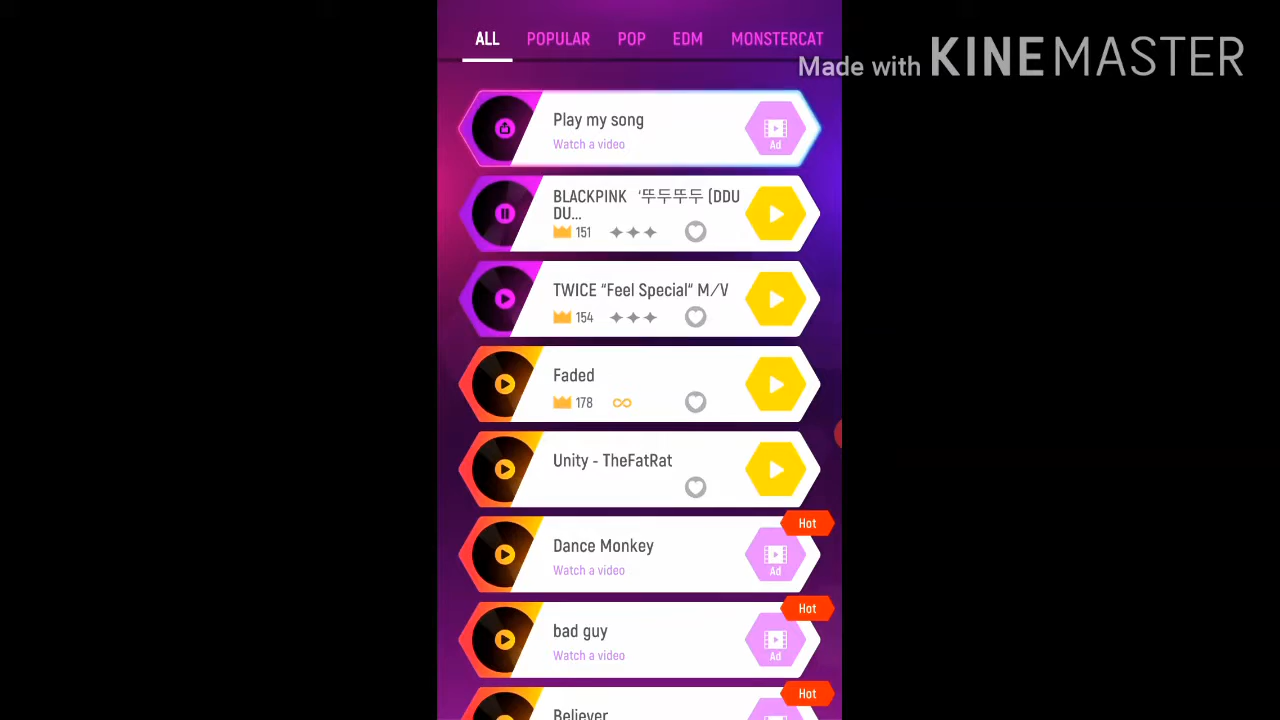 ALL POPULAR POP EDM MONSTERCAT
Made with KINEMASTER
Play my song
Watch a video
Ad
BLACKPINK ‘뚜두뚜두 (DDU
DU...
151
TWICE “Feel Special“ M/V
154
Faded
178
Unity - TheFatRat
Hot
Dance Monkey
Watch a video
Ad
Hot
bad guy
Watch a video
Ad
Hot
Believer